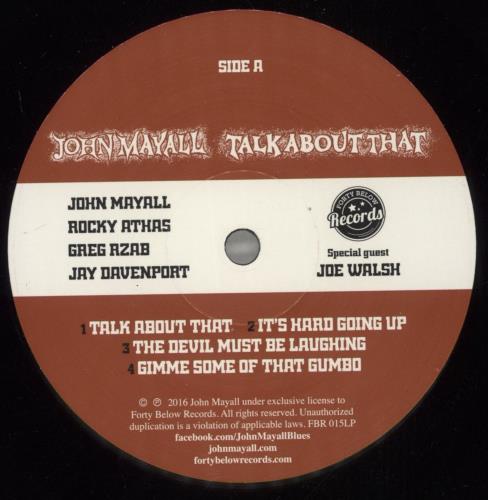 SIDE A
JOHN MAYALL TALK ABOUT THAT
JOHN MAYALL
ROCKY ATHAS
GREG RZAB
JAY DAVENPORT
FORTY BELOW
Records
Special guest
JOE WALSH
1 TALK ABOUT THAT 2 IT'S HARD GOING UP
3 THE DEVIL MUST BE LAUGHING
4 GIMME SOME OF THAT GUMBO
© ℗ 2016 John Mayall under exclusive license to
Forty Below Records. All rights reserved. Unauthorized
duplication is a violation of applicable laws. FBR 015LP
facebook.com/JohnMayallBlues
johnmayall.com
fortybelowrecords.com